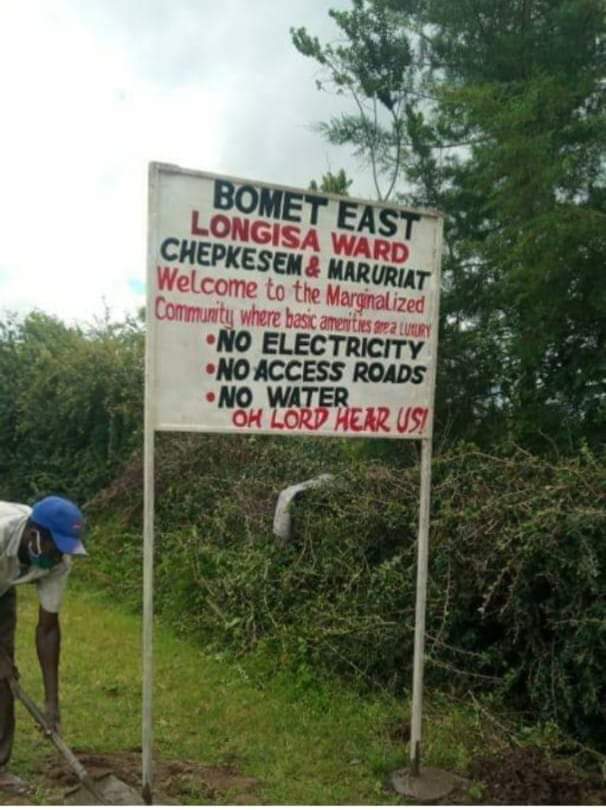 BOMET EAST
LONGISA WARD
CHEPKESEM & MARURIAT
Welcome to the Marginalized
Community where basic amenities are a LUXURY
•NO ELECTRICITY
•NO ACCESS ROADS
•NO WATER
OH LORD HEAR US!